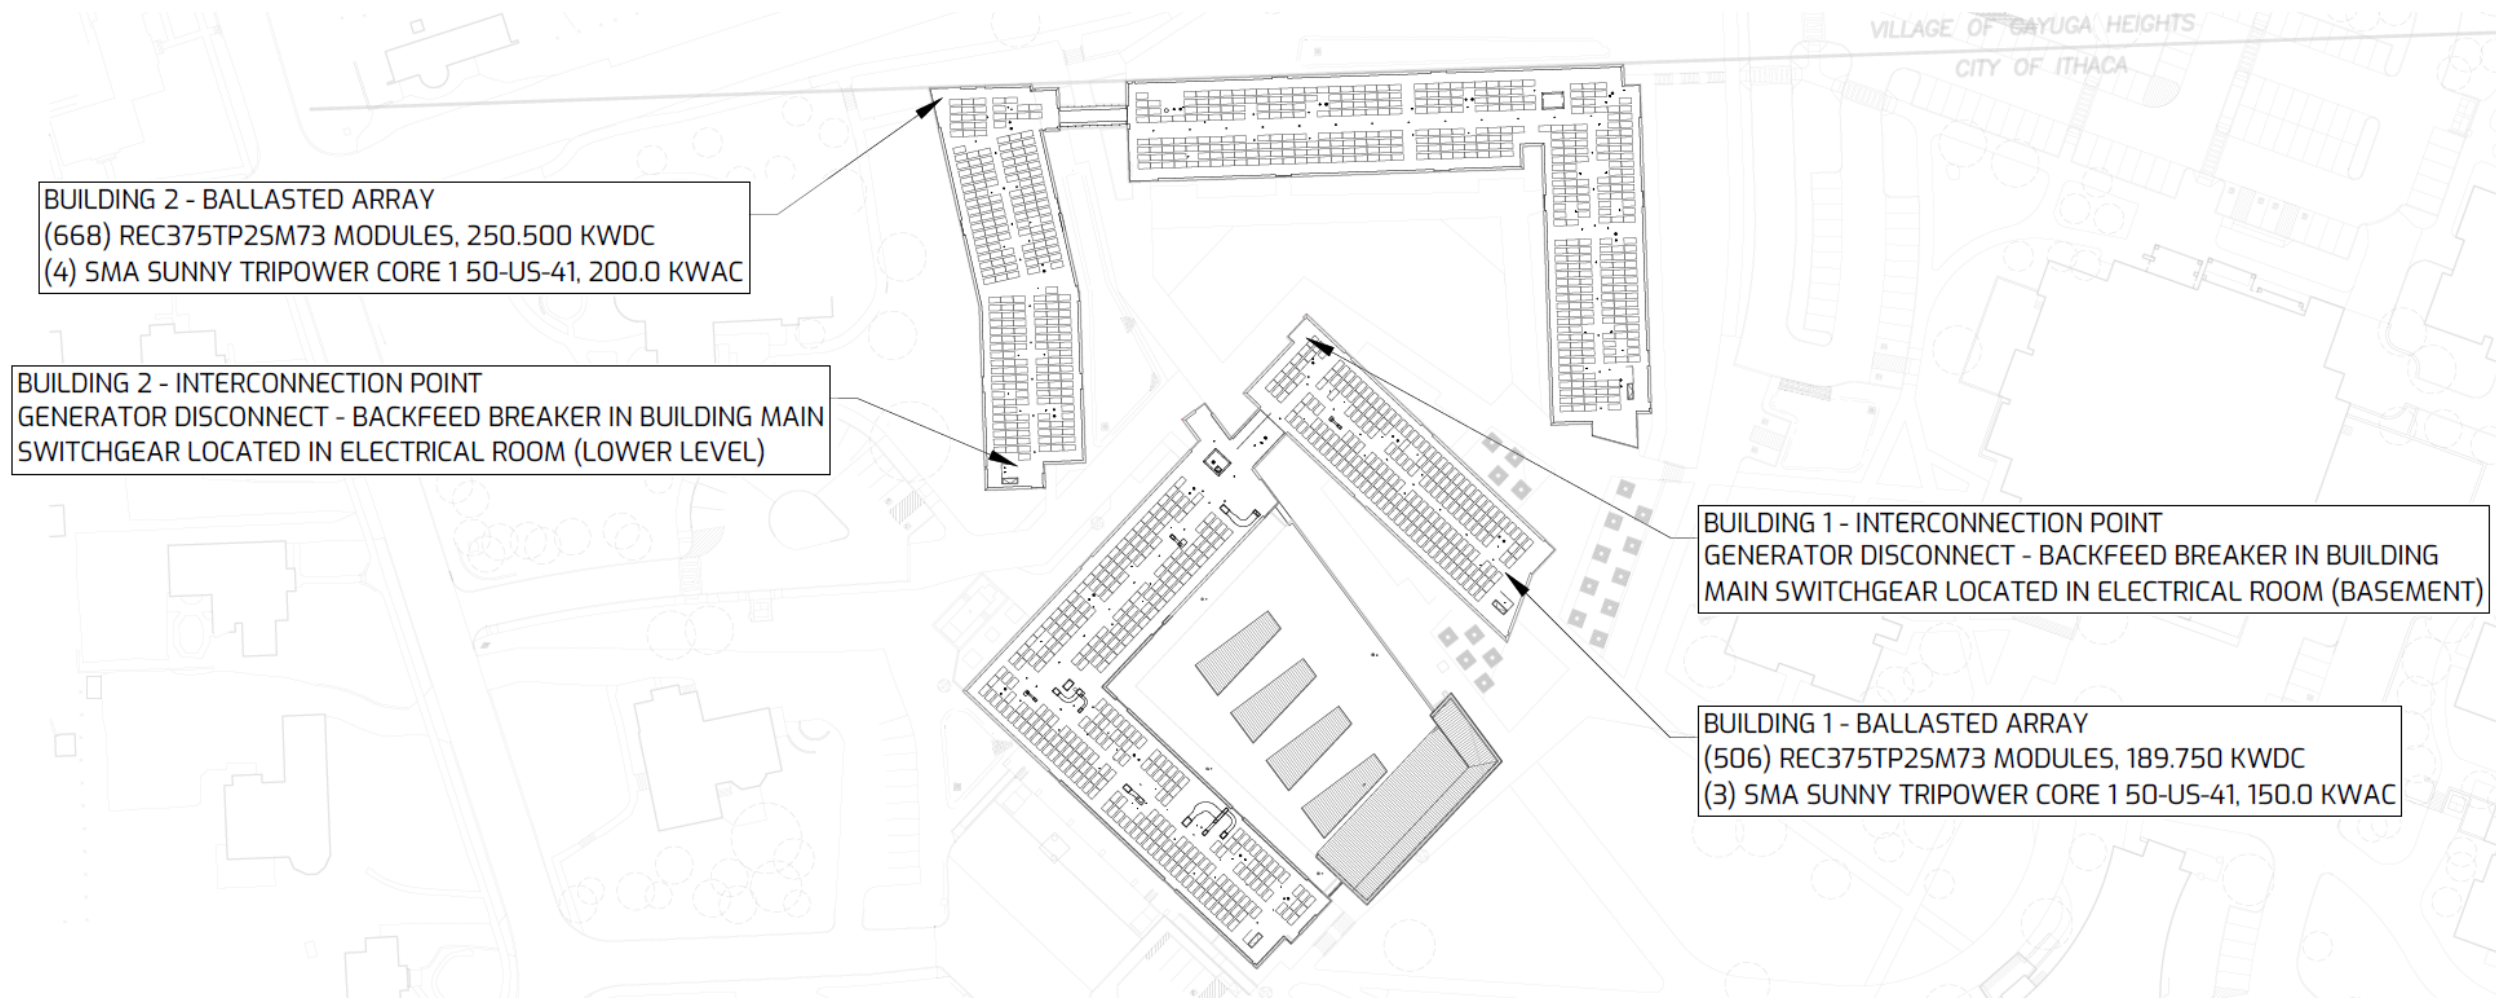 VILLAGE OF CAYUGA HEIGHTS
CITY OF ITHACA
BUILDING 2 - BALLASTED ARRAY
(668) REC375TP2SM73 MODULES, 250.500 KWDC
(4) SMA SUNNY TRIPOWER CORE 1 50-US-41, 200.0 KWAC
BUILDING 2 - INTERCONNECTION POINT
GENERATOR DISCONNECT - BACKFEED BREAKER IN BUILDING MAIN
SWITCHGEAR LOCATED IN ELECTRICAL ROOM (LOWER LEVEL)
BUILDING 1 - INTERCONNECTION POINT
GENERATOR DISCONNECT - BACKFEED BREAKER IN BUILDING
MAIN SWITCHGEAR LOCATED IN ELECTRICAL ROOM (BASEMENT)
BUILDING 1 - BALLASTED ARRAY
(506) REC375TP2SM73 MODULES, 189.750 KWDC
(3) SMA SUNNY TRIPOWER CORE 1 50-US-41, 150.0 KWAC